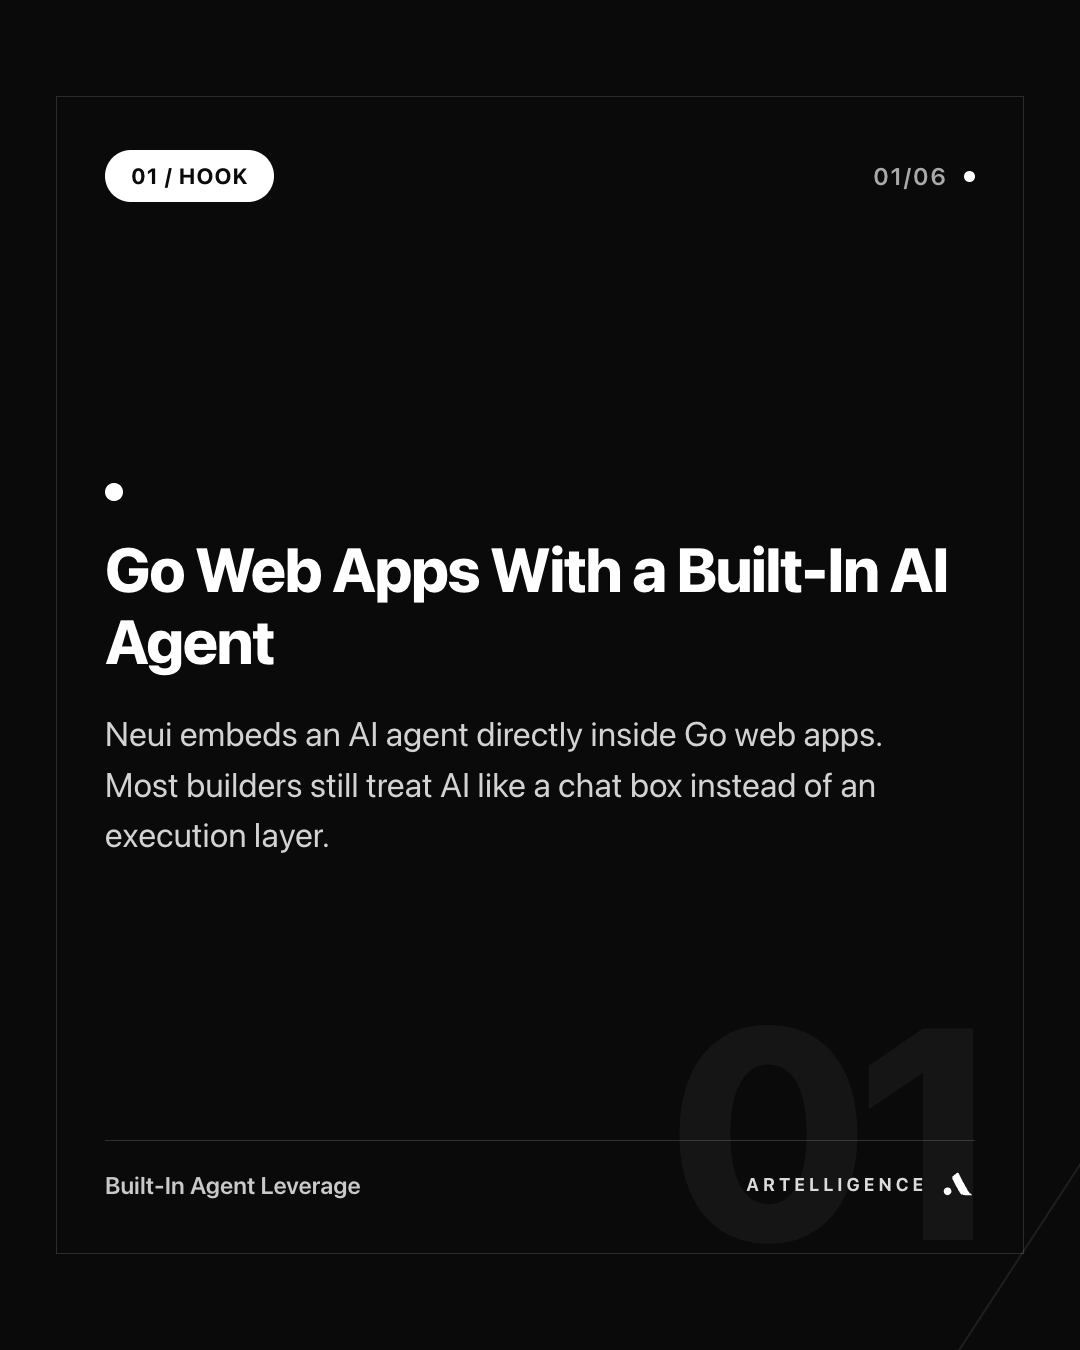 01 / HOOK
01/06
Go Web Apps With a Built-In AI
Agent
Neui embeds an AI agent directly inside Go web apps.
Most builders still treat AI like a chat box instead of an
execution layer.
01
Built-In Agent Leverage
ARTELLIGENCE